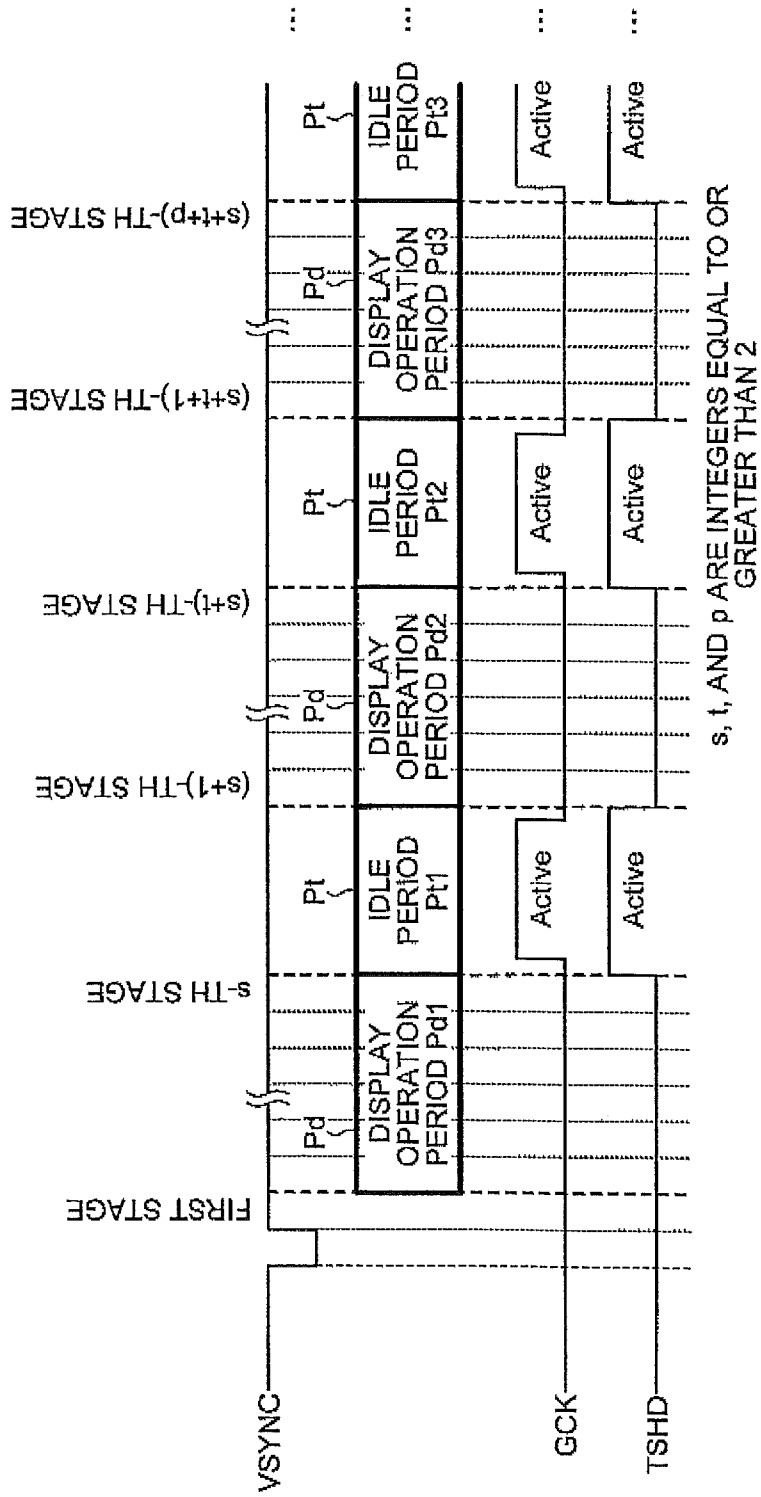 FIRST STAGE
s-TH STAGE
(s+1)-TH STAGE
(s+t)-TH STAGE
(s+t+1)-TH STAGE
(s+t+p)-TH STAGE
VSYNC
...
Pd
Pt
Pd
Pt
Pd
Pt
DISPLAY
OPERATION
PERIOD Pd1
IDLE
PERIOD
Pt1
DISPLAY
OPERATION
PERIOD Pd2
IDLE
PERIOD
Pt2
DISPLAY
OPERATION
PERIOD Pd3
IDLE
PERIOD
Pt3
...
GCK
Active
Active
Active
...
TSHD
Active
Active
Active
...
s, t, AND p ARE INTEGERS EQUAL TO OR
GREATER THAN 2